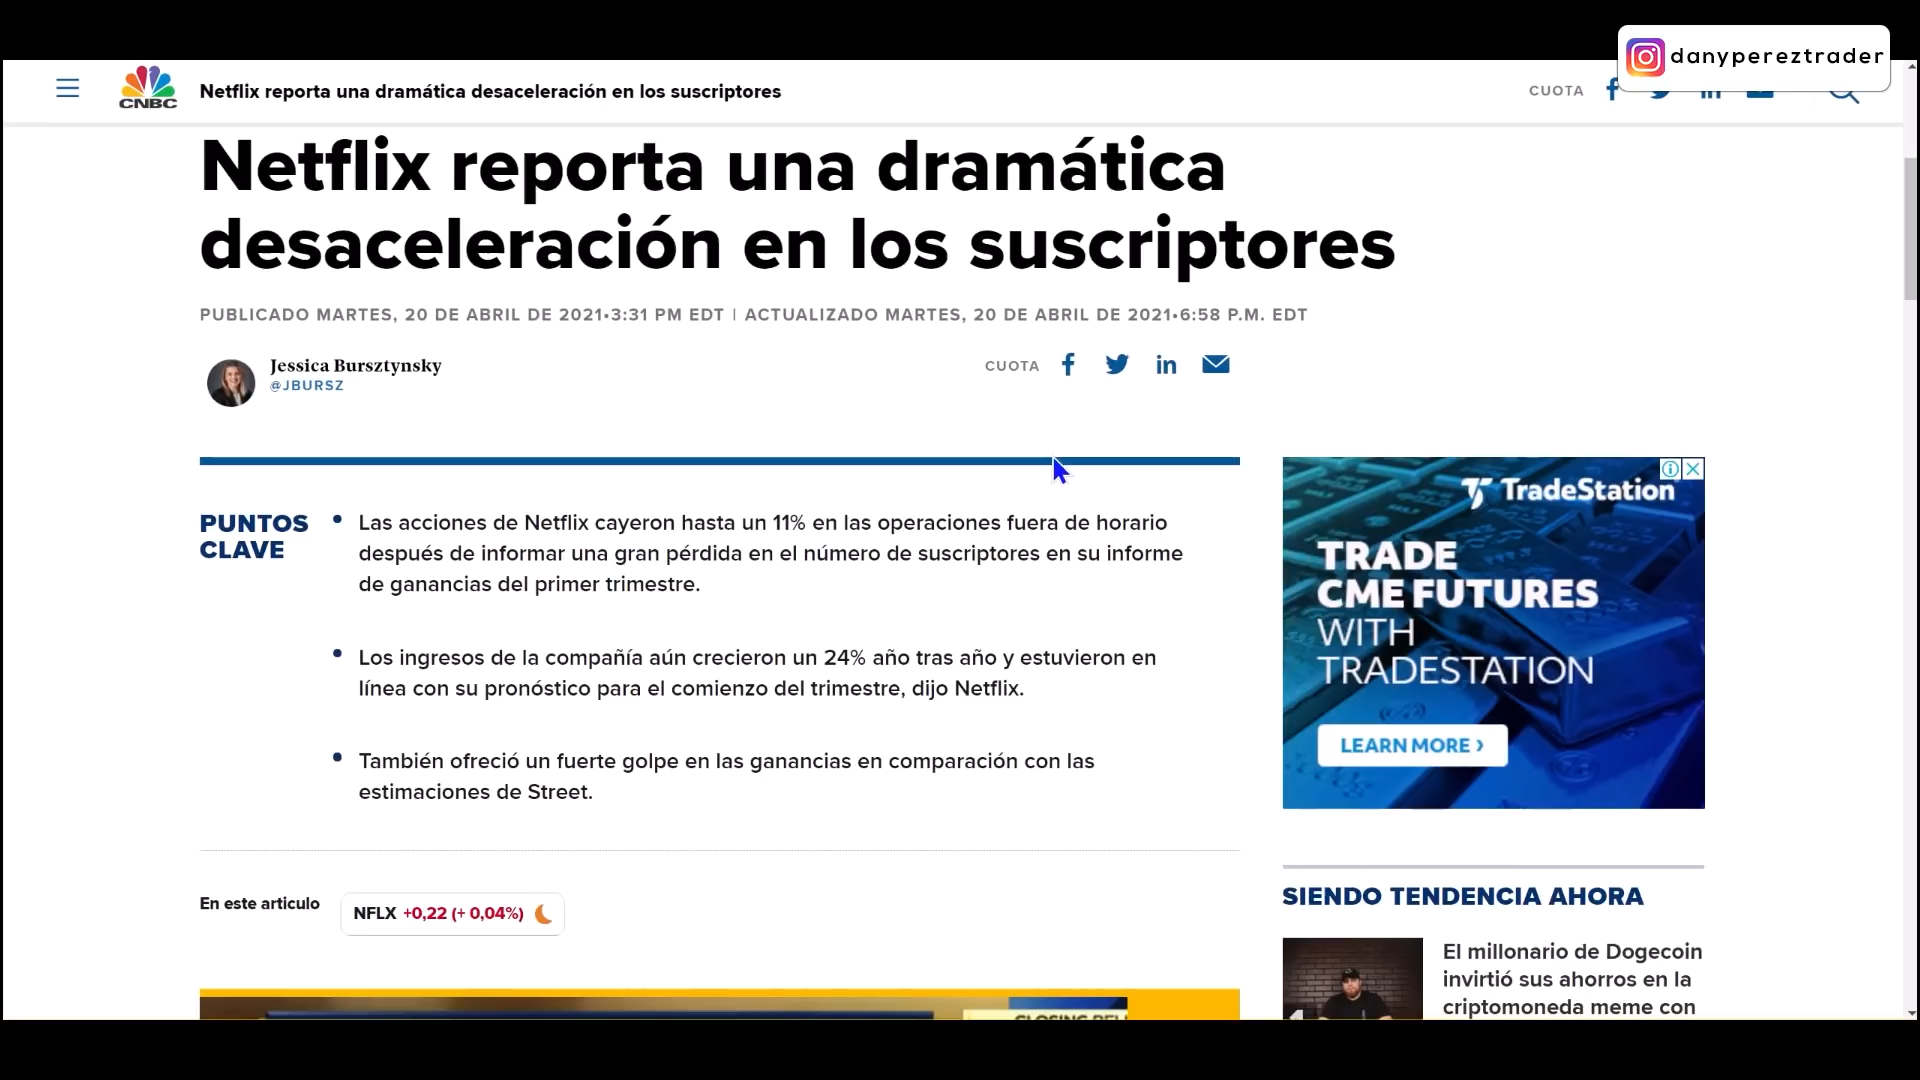 danypereztrader
CNBC
Netflix reporta una dramática desaceleración en los suscriptores
CUOTA
Netflix reporta una dramática
desaceleración en los suscriptores
PUBLICADO MARTES, 20 DE ABRIL DE 2021•3:31 PM EDT | ACTUALIZADO MARTES, 20 DE ABRIL DE 2021•6:58 P.M. EDT
Jessica Bursztynsky
@JBURSZ
CUOTA
PUNTOS
CLAVE
Las acciones de Netflix cayeron hasta un 11% en las operaciones fuera de horario
después de informar una gran pérdida en el número de suscriptores en su informe
de ganancias del primer trimestre.
Los ingresos de la compañía aún crecieron un 24% año tras año y estuvieron en
línea con su pronóstico para el comienzo del trimestre, dijo Netflix.
También ofreció un fuerte golpe en las ganancias en comparación con las
estimaciones de Street.
En este articulo
NFLX +0,22 (+ 0,04%)
TradeStation
TRADE
CME FUTURES
WITH
TRADESTATION
LEARN MORE ›
SIENDO TENDENCIA AHORA
El millonario de Dogecoin
invirtió sus ahorros en la
criptomoneda meme con